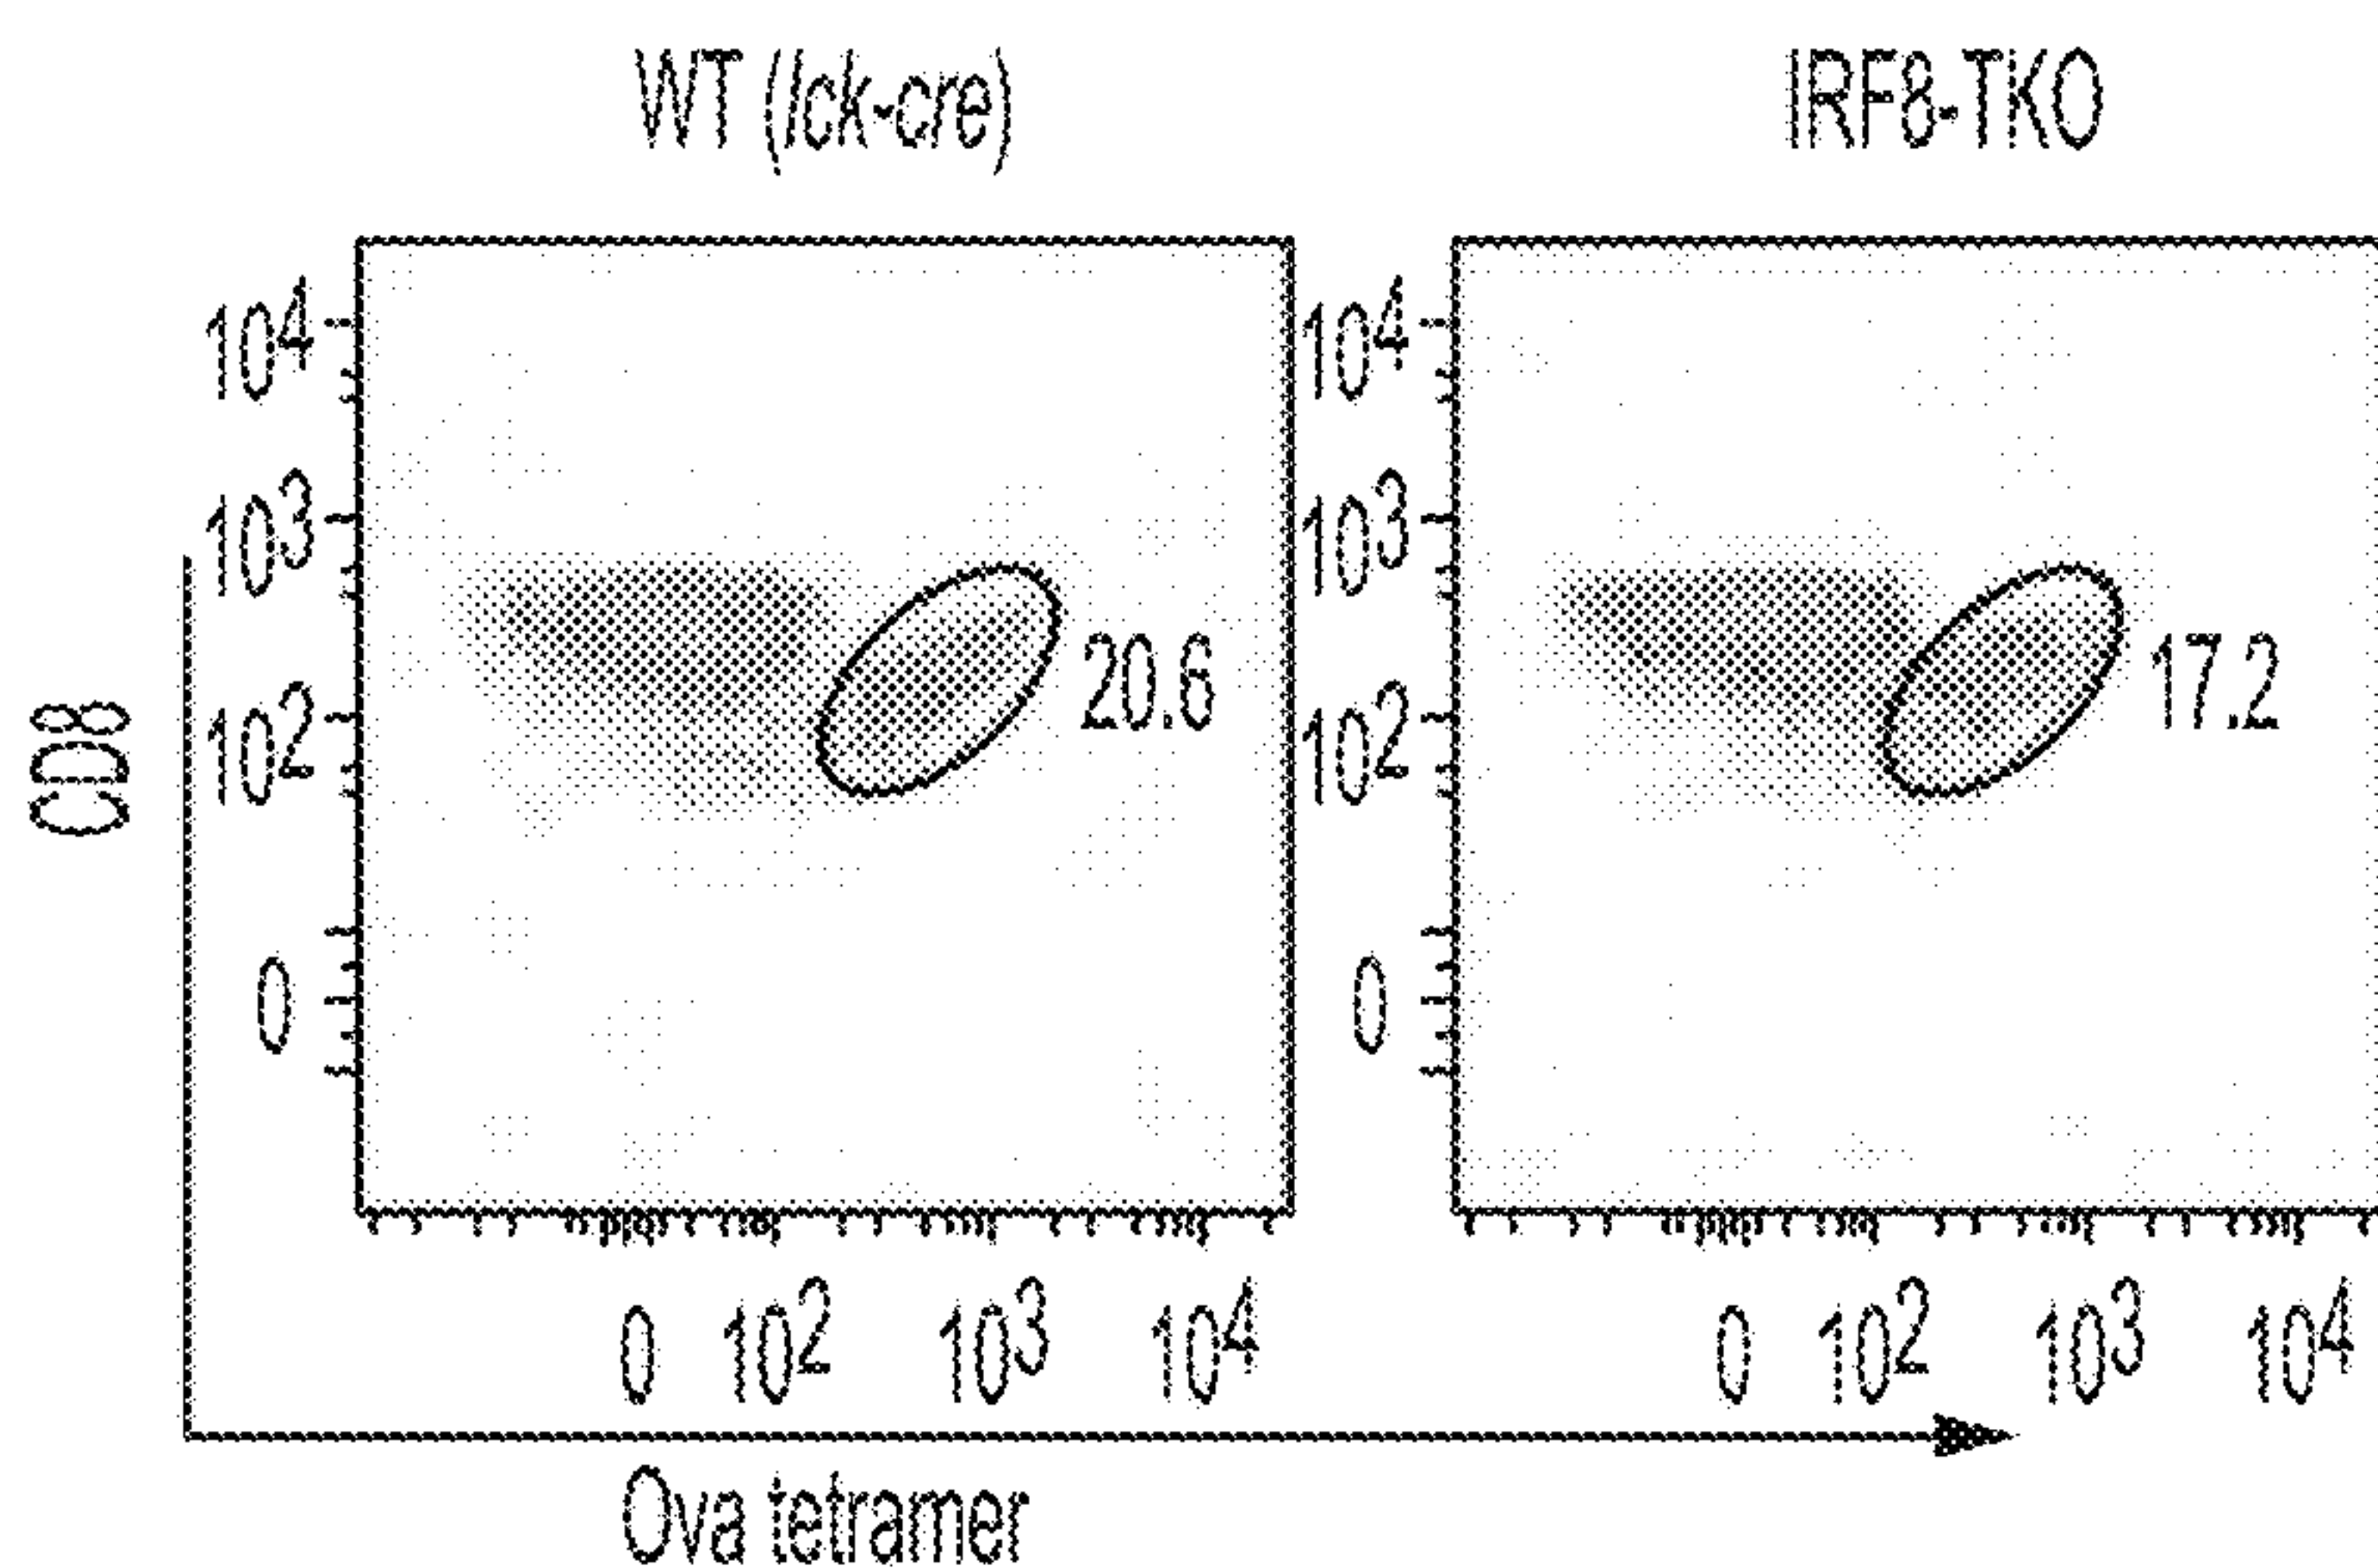 WT (lck-cre) IRF8-TKO
10⁴ 10⁴
10³ 10³
20.6 17.2
CD8
10² 10²
0 0
0 10² 10³ 10⁴ 0 10² 10³ 10⁴
Ova tetramer